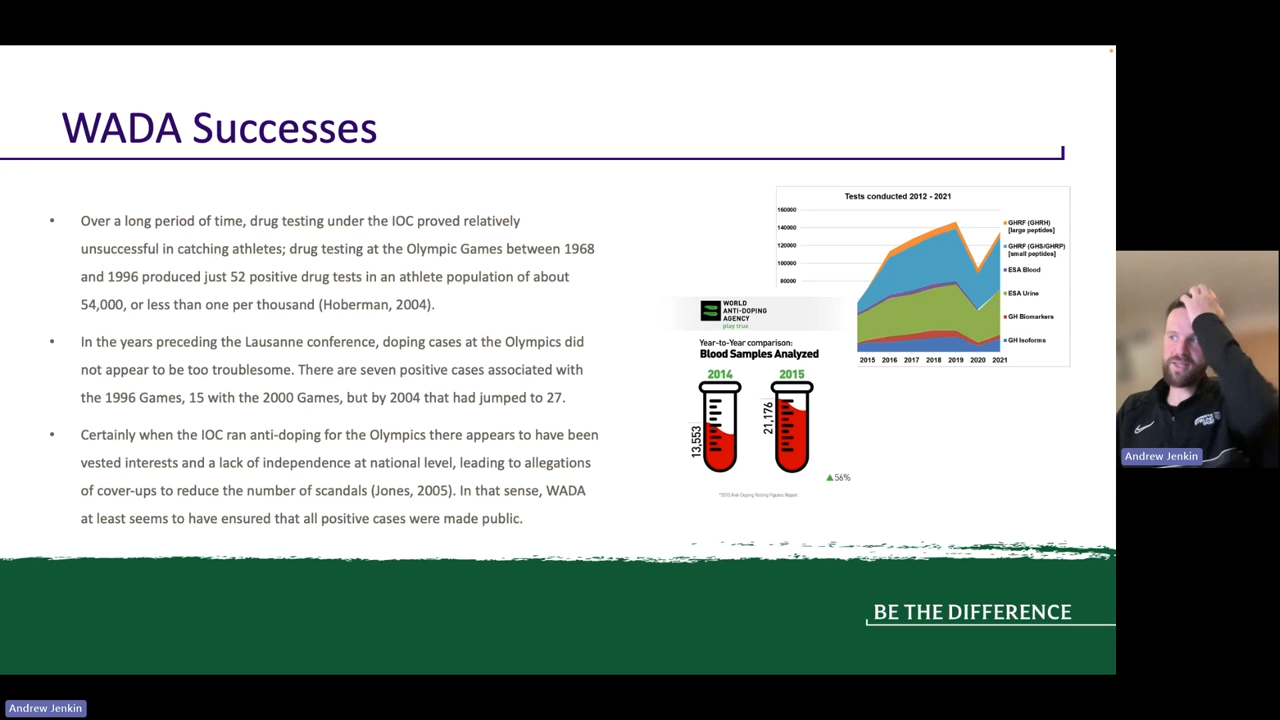 WADA Successes
• Over a long period of time, drug testing under the IOC proved relatively
unsuccessful in catching athletes; drug testing at the Olympic Games between 1968
and 1996 produced just 52 positive drug tests in an athlete population of about
54,000, or less than one per thousand (Hoberman, 2004).
• In the years preceding the Lausanne conference, doping cases at the Olympics did
not appear to be too troublesome. There are seven positive cases associated with
the 1996 Games, 15 with the 2000 Games, but by 2004 that had jumped to 27.
• Certainly when the IOC ran anti-doping for the Olympics there appears to have been
vested interests and a lack of independence at national level, leading to allegations
of cover-ups to reduce the number of scandals (Jones, 2005). In that sense, WADA
at least seems to have ensured that all positive cases were made public.
Tests conducted 2012 - 2021
160000
140000
120000
100000
80000
GHRF (GHRH)
[large peptides]
GHRF (GHS/GHRP)
[small peptides]
ESA Blood
ESA Urine
GH Biomarkers
GH Isoforms
2015 2016 2017 2018 2019 2020 2021
WORLD
ANTI-DOPING
AGENCY
play true
Year-to-Year comparison:
Blood Samples Analyzed
2014 2015
13,553
21,176
▲56%
*2015 Anti-Doping Testing Figures Report
BE THE DIFFERENCE
Andrew Jenkin
Andrew Jenkin